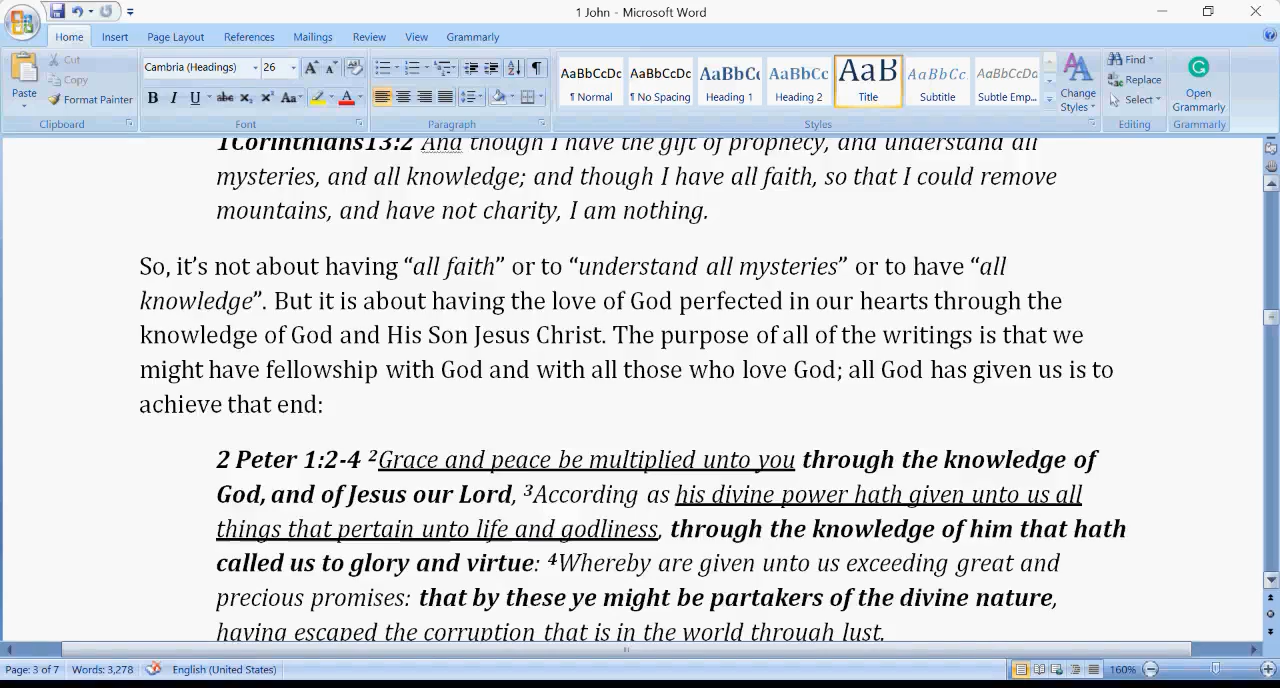 1 John - Microsoft Word
Home Insert Page Layout References Mailings Review View Grammarly
Paste Cut Copy Format Painter Clipboard
Cambria (Headings) 26 Font
Paragraph
AaBbCcDc AaBbCcDc AaBbC AaBbCc AaB AaBbCc. AaBbCcDc
¶ Normal ¶ No Spacing Heading 1 Heading 2 Title Subtitle Subtle Emp...
Change Styles Styles
Find Replace Select Editing
Open Grammarly Grammarly
1Corinthians13:2 And though I have the gift of prophecy, and understand all
mysteries, and all knowledge; and though I have all faith, so that I could remove
mountains, and have not charity, I am nothing.
So, it’s not about having “all faith” or to “understand all mysteries” or to have “all
knowledge”. But it is about having the love of God perfected in our hearts through the
knowledge of God and His Son Jesus Christ. The purpose of all of the writings is that we
might have fellowship with God and with all those who love God; all God has given us is to
achieve that end:
2 Peter 1:2-4 ²Grace and peace be multiplied unto you through the knowledge of
God, and of Jesus our Lord, ³According as his divine power hath given unto us all
things that pertain unto life and godliness, through the knowledge of him that hath
called us to glory and virtue: ⁴Whereby are given unto us exceeding great and
precious promises: that by these ye might be partakers of the divine nature,
having escaped the corruption that is in the world through lust.
Page: 3 of 7 Words: 3,278 English (United States) 160%